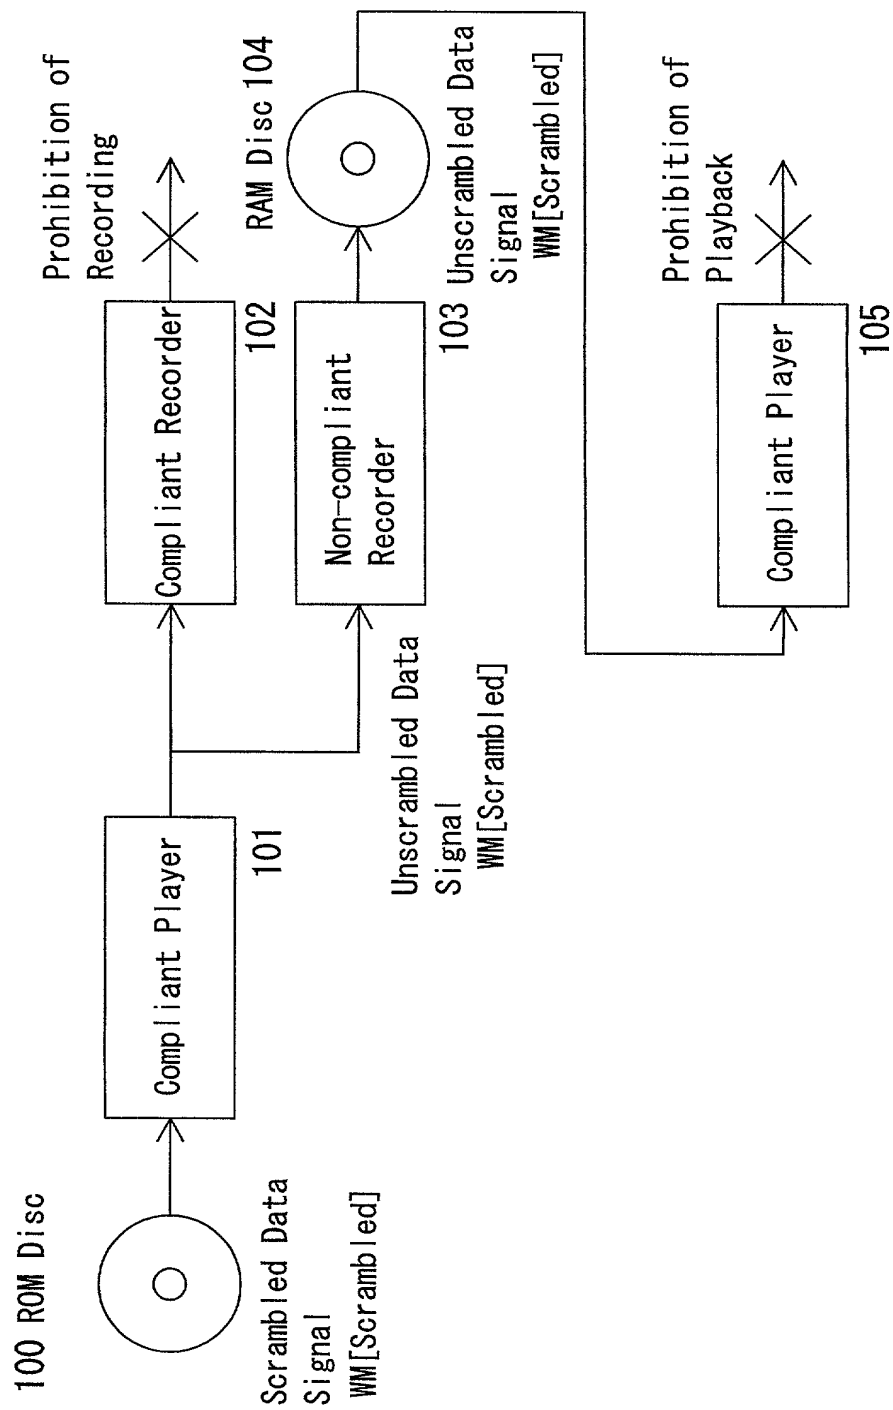 100 ROM Disc
Scrambled Data
Signal
WM[Scrambled]
Compliant Player
101
Unscrambled Data
Signal
WM[Scrambled]
Compliant Recorder
102
Prohibition of
Recording
Non-compliant
Recorder
103
RAM Disc 104
Unscrambled Data
Signal
WM[Scrambled]
Compliant Player
105
Prohibition of
Playback